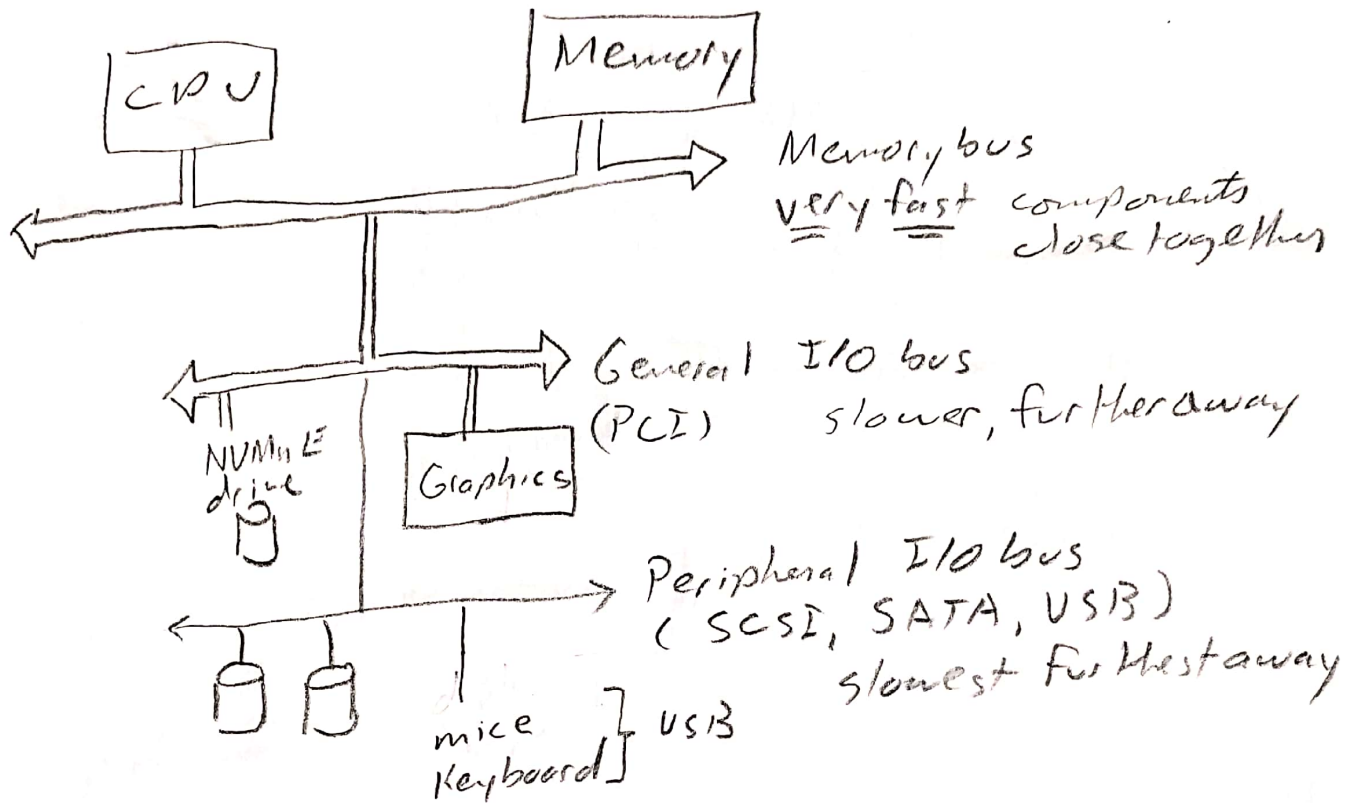 CPU
Memory
Memory bus
very fast components
close together
General I/O bus
(PCI) slower, further away
NVMe
drive
Graphics
Peripheral I/O bus
(SCSI, SATA, USB)
slowest furthest away
mice
Keyboard
USB